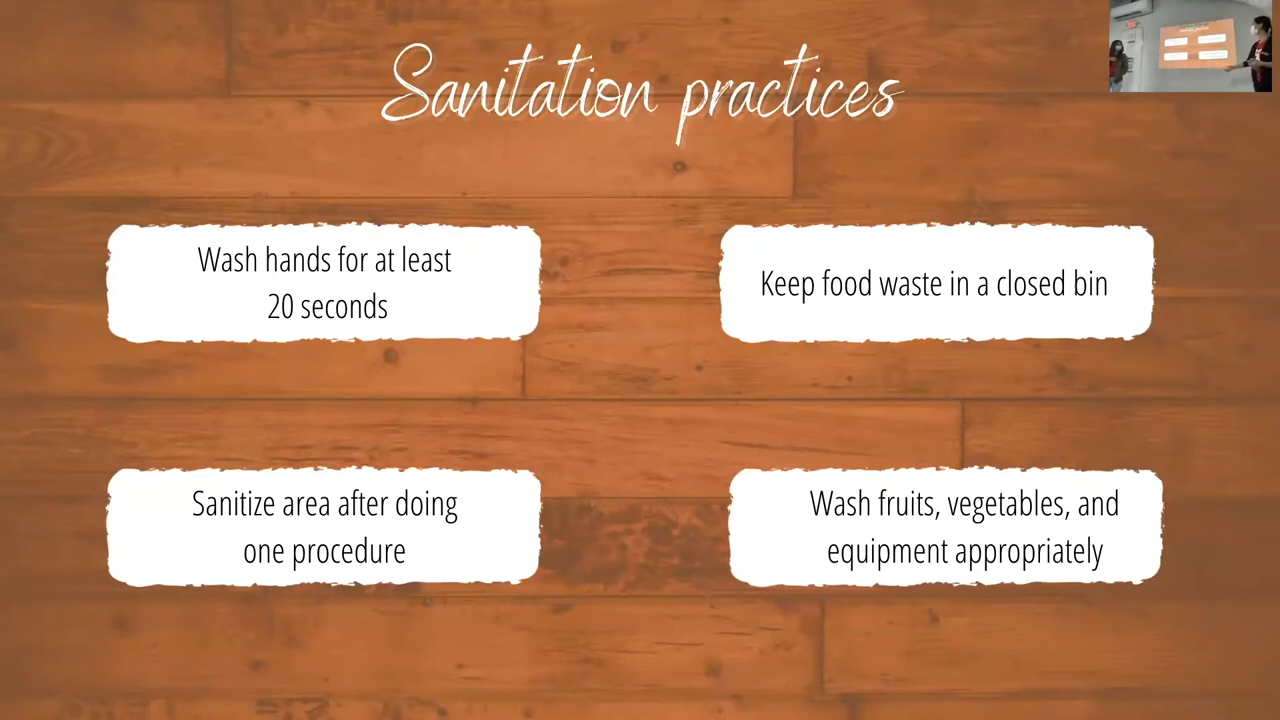 Sanitation practices
Wash hands for at least
20 seconds
Keep food waste in a closed bin
Sanitize area after doing
one procedure
Wash fruits, vegetables, and
equipment appropriately